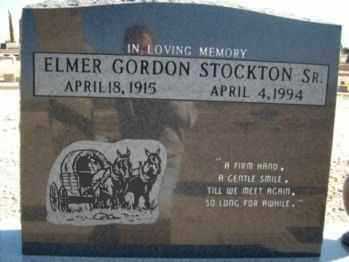 IN LOVING MEMORY
ELMER GORDON STOCKTON SR.
APRIL 18, 1915 APRIL 4, 1994
"A FIRM HAND,
A GENTLE SMILE,
TILL WE MEET AGAIN,
SO LONG FOR AWHILE."